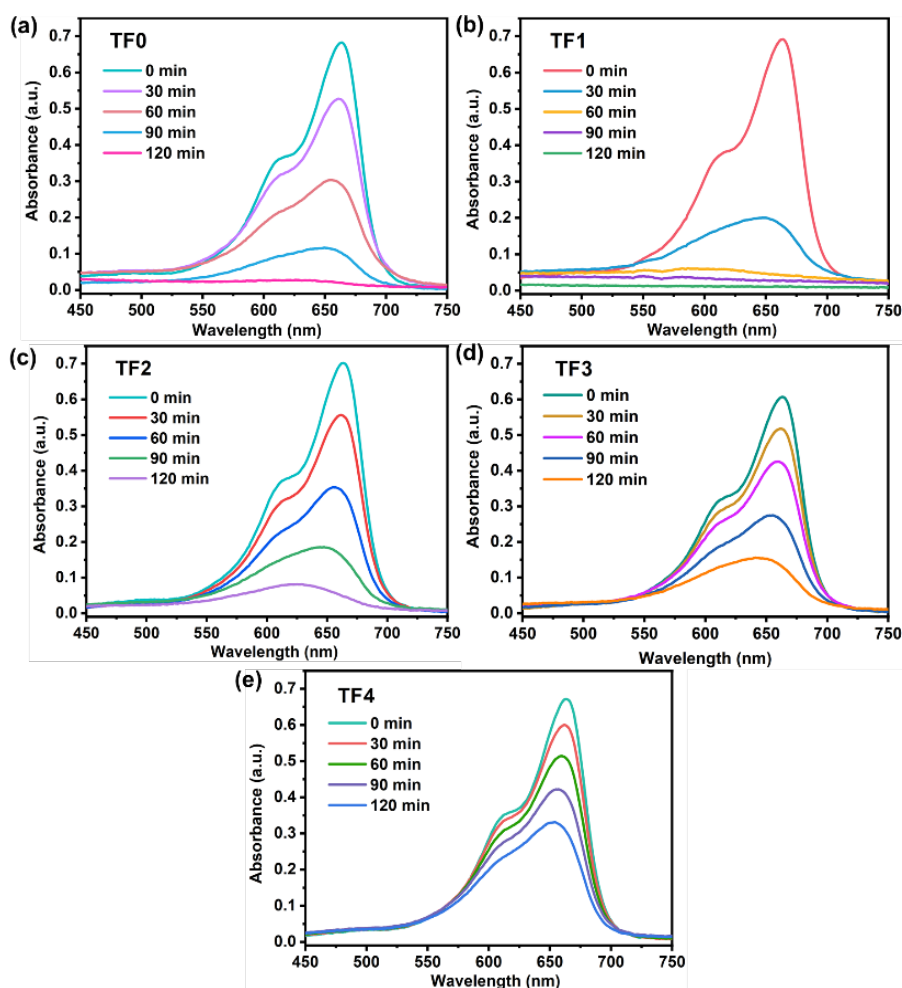 (a)
TF0
0 min
30 min
60 min
90 min
120 min
Absorbance (a.u.)
0.7
0.6
0.5
0.4
0.3
0.2
0.1
0.0
450 500 550 600 650 700 750
Wavelength (nm)
(b)
TF1
0 min
30 min
60 min
90 min
120 min
Absorbance (a.u.)
0.7
0.6
0.5
0.4
0.3
0.2
0.1
0.0
450 500 550 600 650 700 750
Wavelength (nm)
(c)
TF2
0 min
30 min
60 min
90 min
120 min
Absorbance (a.u.)
0.7
0.6
0.5
0.4
0.3
0.2
0.1
0.0
450 500 550 600 650 700 750
Wavelength (nm)
(d)
TF3
0 min
30 min
60 min
90 min
120 min
Absorbance (a.u.)
0.7
0.6
0.5
0.4
0.3
0.2
0.1
0.0
450 500 550 600 650 700 750
Wavelength (nm)
(e)
TF4
0 min
30 min
60 min
90 min
120 min
Absorbance (a.u.)
0.7
0.6
0.5
0.4
0.3
0.2
0.1
0.0
450 500 550 600 650 700 750
Wavelength (nm)